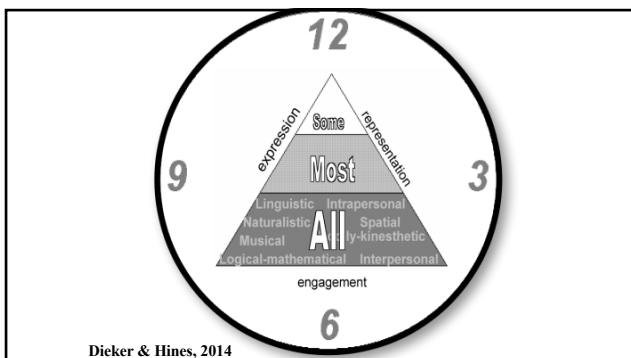 12
expression
representation
Some
9
Most
3
Linguistic Intrapersonal
Naturalistic Spatial
All
Musical -kinesthetic
Logical-mathematical Interpersonal
engagement
6
Dieker & Hines, 2014